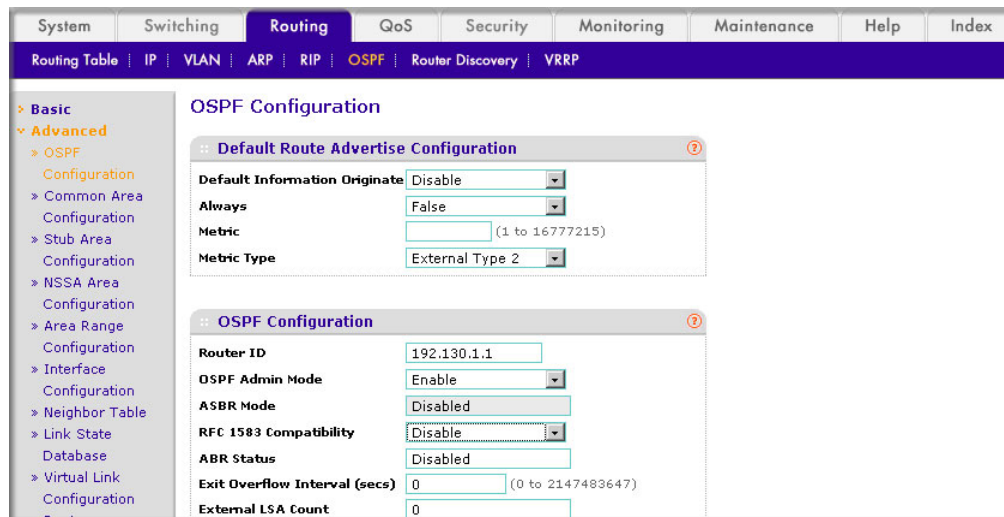 System Switching Routing QoS Security Monitoring Maintenance Help Index
Routing Table IP VLAN ARP RIP OSPF Router Discovery VRRP
Basic
Advanced
» OSPF
Configuration
» Common Area
Configuration
» Stub Area
Configuration
» NSSA Area
Configuration
» Area Range
Configuration
» Interface
Configuration
» Neighbor Table
» Link State
Database
» Virtual Link
Configuration
OSPF Configuration
Default Route Advertise Configuration ?
Default Information Originate Disable
Always False
Metric (1 to 16777215)
Metric Type External Type 2
OSPF Configuration ?
Router ID 192.130.1.1
OSPF Admin Mode Enable
ASBR Mode Disabled
RFC 1583 Compatibility Disable
ABR Status Disabled
Exit Overflow Interval (secs) 0 (0 to 2147483647)
External LSA Count 0